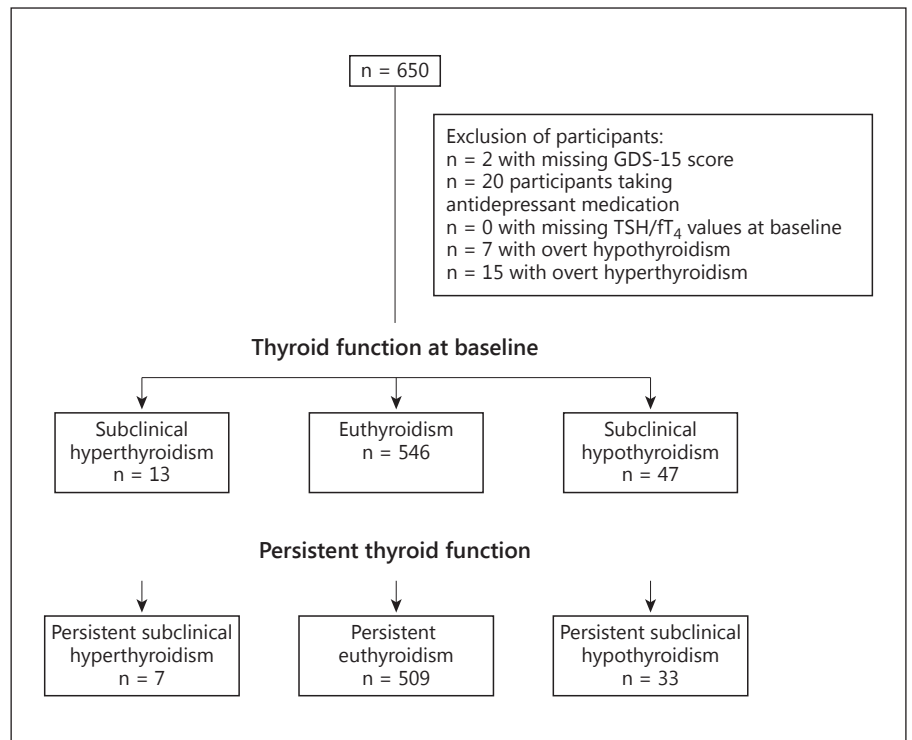 n = 650
Exclusion of participants:
n = 2 with missing GDS-15 score
n = 20 participants taking
antidepressant medication
n = 0 with missing TSH/fT₄ values at baseline
n = 7 with overt hypothyroidism
n = 15 with overt hyperthyroidism
Thyroid function at baseline
Subclinical
hyperthyroidism
n = 13
Euthyroidism
n = 546
Subclinical
hypothyroidism
n = 47
Persistent thyroid function
Persistent subclinical
hyperthyroidism
n = 7
Persistent
euthyroidism
n = 509
Persistent subclinical
hypothyroidism
n = 33